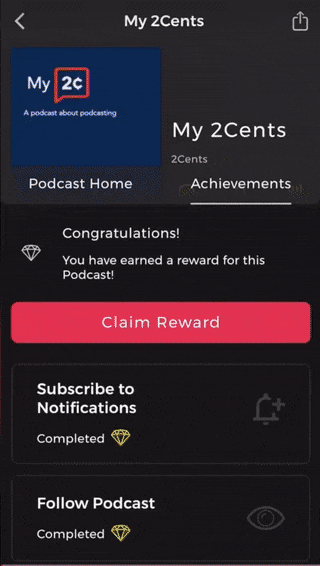 My 2Cents
My 2¢
A podcast about podcasting
My 2Cents
2Cents
Podcast Home
Achievements
Congratulations!
You have earned a reward for this
Podcast!
Claim Reward
Subscribe to
Notifications
Completed
Follow Podcast
Completed